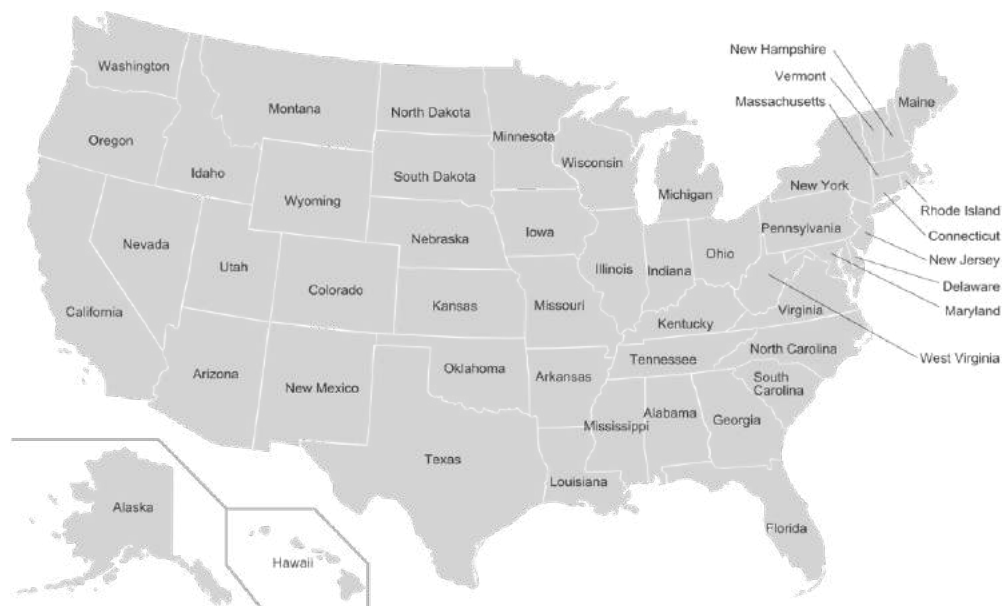 New Hampshire
Washington
Vermont
Massachusetts
Maine
Montana
North Dakota
Minnesota
Oregon
Wisconsin
Idaho
South Dakota
New York
Michigan
Wyoming
Rhode Island
Pennsylvania
Connecticut
Iowa
Nebraska
Nevada
Ohio
New Jersey
Utah
Illinois
Indiana
Delaware
Colorado
Kansas
Missouri
Virginia
Maryland
California
Kentucky
North Carolina
West Virginia
Tennessee
Oklahoma
Arizona
Arkansas
South
Carolina
New Mexico
Alabama
Georgia
Mississippi
Texas
Louisiana
Alaska
Florida
Hawaii